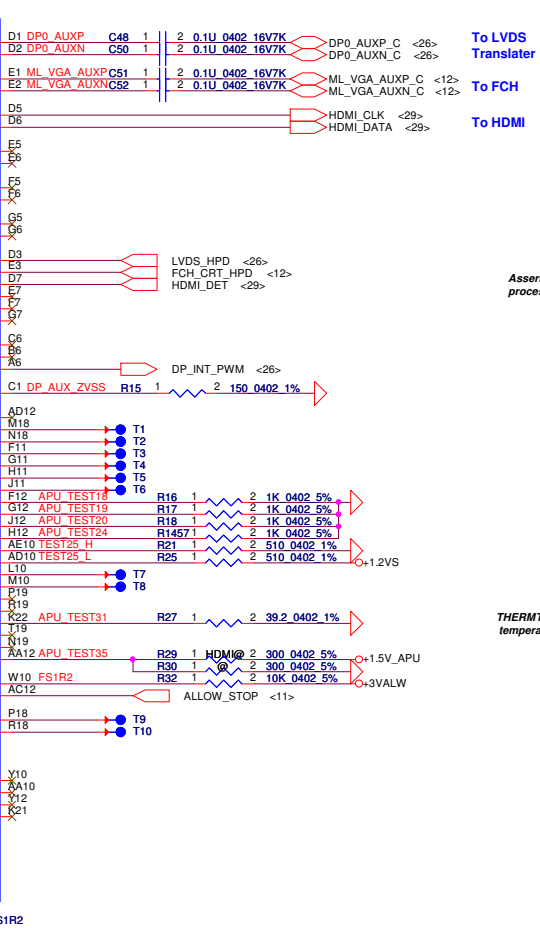 D1 DP0_AUXP C48 1 2 0.1U_0402_16V7K DP0_AUXP_C <26> To LVDS
D2 DP0_AUXN C50 1 2 0.1U_0402_16V7K DP0_AUXN_C <26> Translater
E1 ML_VGA_AUXP C51 1 2 0.1U_0402_16V7K ML_VGA_AUXP_C <12>
E2 ML_VGA_AUXN C52 1 2 0.1U_0402_16V7K ML_VGA_AUXN_C <12> To FCH
D5 HDMI_CLK <29>
D6 HDMI_DATA <29> To HDMI
E5
E6
F5
F6
G5
G6
D3 LVDS_HPD <26>
E3 FCH_CRT_HPD <12>
D7 HDMI_DET <29>
E7
F7
G7
Assert
proces
C6
B6
A6 DP_INT_PWM <26>
C1 DP_AUX_ZVSS R15 1 2 150_0402_1%
AD12
M18 T1
N18 T2
F11 T3
G11 T4
H11 T5
J11 T6
F12 APU_TEST18 R16 1 2 1K_0402_5%
G12 APU_TEST19 R17 1 2 1K_0402_5%
J12 APU_TEST20 R18 1 2 1K_0402_5%
H12 APU_TEST24 R1457 1 2 1K_0402_5%
AE10 TEST25_H R21 1 2 510_0402_1%
AD10 TEST25_L R25 1 2 510_0402_1% +1.2VS
L10 T7
M10 T8
P19
R19
K22 APU_TEST31 R27 1 2 39.2_0402_1% THERMT
T19 tempera
N19
AA12 APU_TEST35 R29 1 HDMI@ 2 300_0402_5% +1.5V_APU
R30 1 @ 2 300_0402_5%
W10 FS1R2 R32 1 2 10K_0402_5% +3VALW
AC12 ALLOW_STOP <11>
P18 T9
R18 T10
Y10
AA10
Y12
K21
S1R2